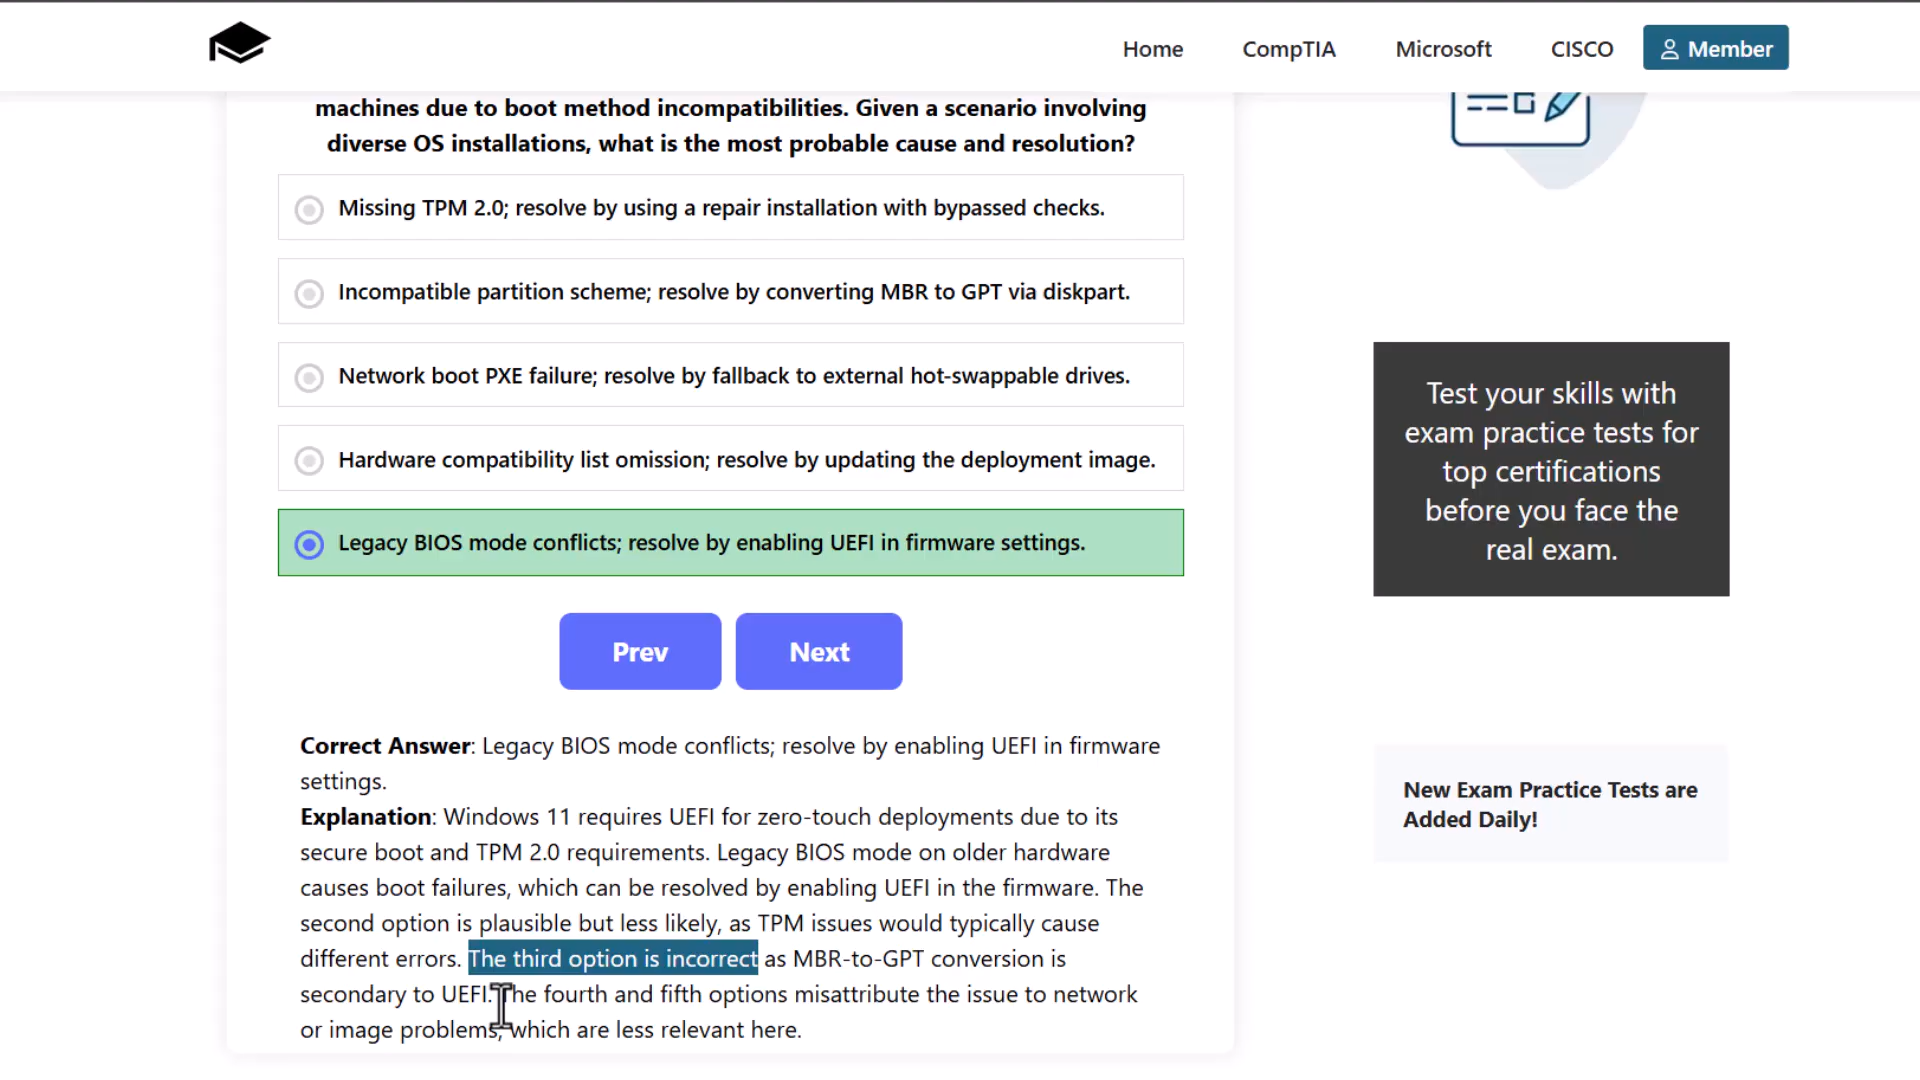 Home CompTIA Microsoft CISCO Member
machines due to boot method incompatibilities. Given a scenario involving
diverse OS installations, what is the most probable cause and resolution?
Missing TPM 2.0; resolve by using a repair installation with bypassed checks.
Incompatible partition scheme; resolve by converting MBR to GPT via diskpart.
Network boot PXE failure; resolve by fallback to external hot-swappable drives.
Hardware compatibility list omission; resolve by updating the deployment image.
Legacy BIOS mode conflicts; resolve by enabling UEFI in firmware settings.
Prev Next
Correct Answer: Legacy BIOS mode conflicts; resolve by enabling UEFI in firmware
settings.
Explanation: Windows 11 requires UEFI for zero-touch deployments due to its
secure boot and TPM 2.0 requirements. Legacy BIOS mode on older hardware
causes boot failures, which can be resolved by enabling UEFI in the firmware. The
second option is plausible but less likely, as TPM issues would typically cause
different errors. The third option is incorrect as MBR-to-GPT conversion is
secondary to UEFI. The fourth and fifth options misattribute the issue to network
or image problems, which are less relevant here.
Test your skills with
exam practice tests for
top certifications
before you face the
real exam.
New Exam Practice Tests are
Added Daily!